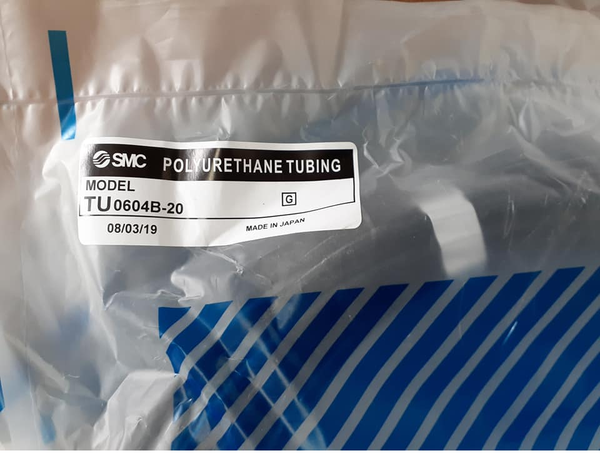 SMC POLYURETHANE TUBING
MODEL
TU0604B-20 G
08/03/19 MADE IN JAPAN